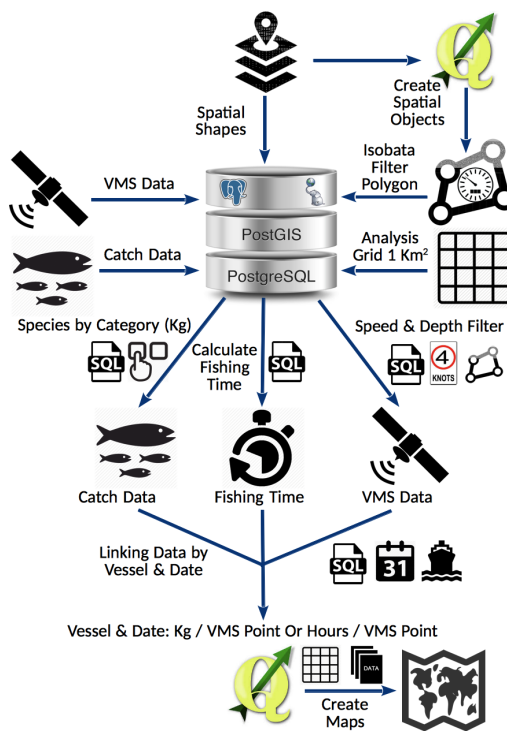 Create
Spatial
Objects
Spatial
Shapes
Isobata
Filter
Polygon
VMS Data
PostGIS
Catch Data
Analysis
Grid 1 Km²
PostgreSQL
Species by Category (Kg)
Calculate
Fishing
Time
Speed & Depth Filter
SQL
SQL
SQL
4
KNOTS
Catch Data
Fishing Time
VMS Data
Linking Data by
Vessel & Date
SQL
31
Vessel & Date: Kg / VMS Point Or Hours / VMS Point
DATA
Create
Maps